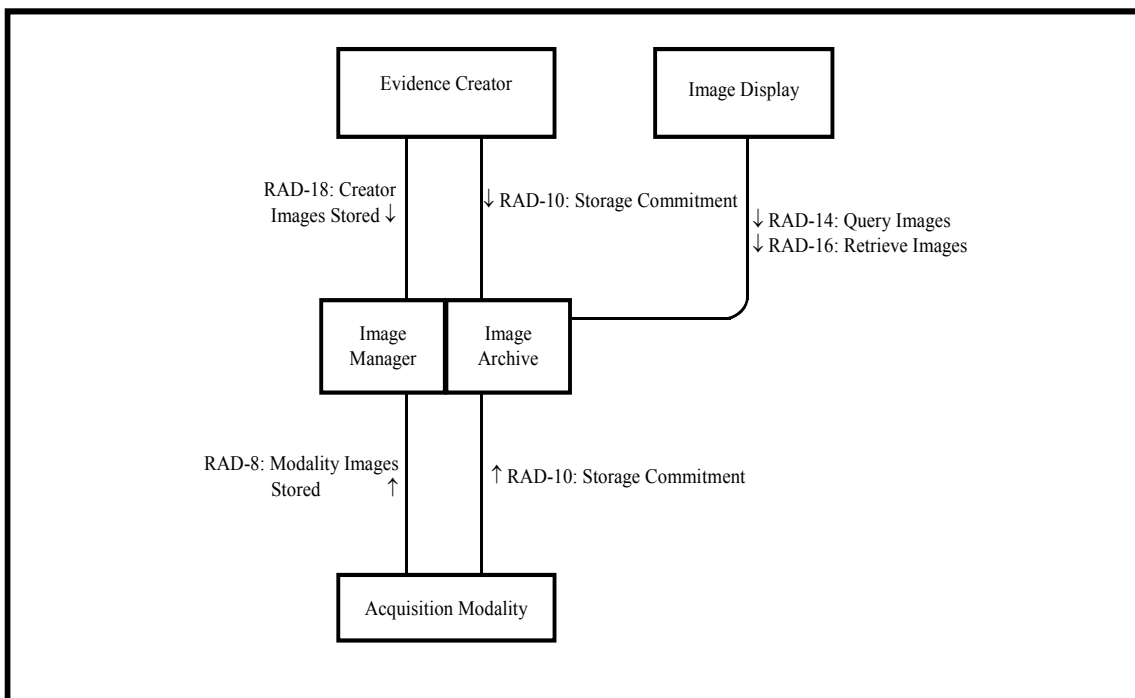 Evidence Creator
Image Display
RAD-18: Creator
Images Stored ↓
↓ RAD-10: Storage Commitment
↓ RAD-14: Query Images
↓ RAD-16: Retrieve Images
Image
Manager
Image
Archive
RAD-8: Modality Images
Stored ↑
↑ RAD-10: Storage Commitment
Acquisition Modality